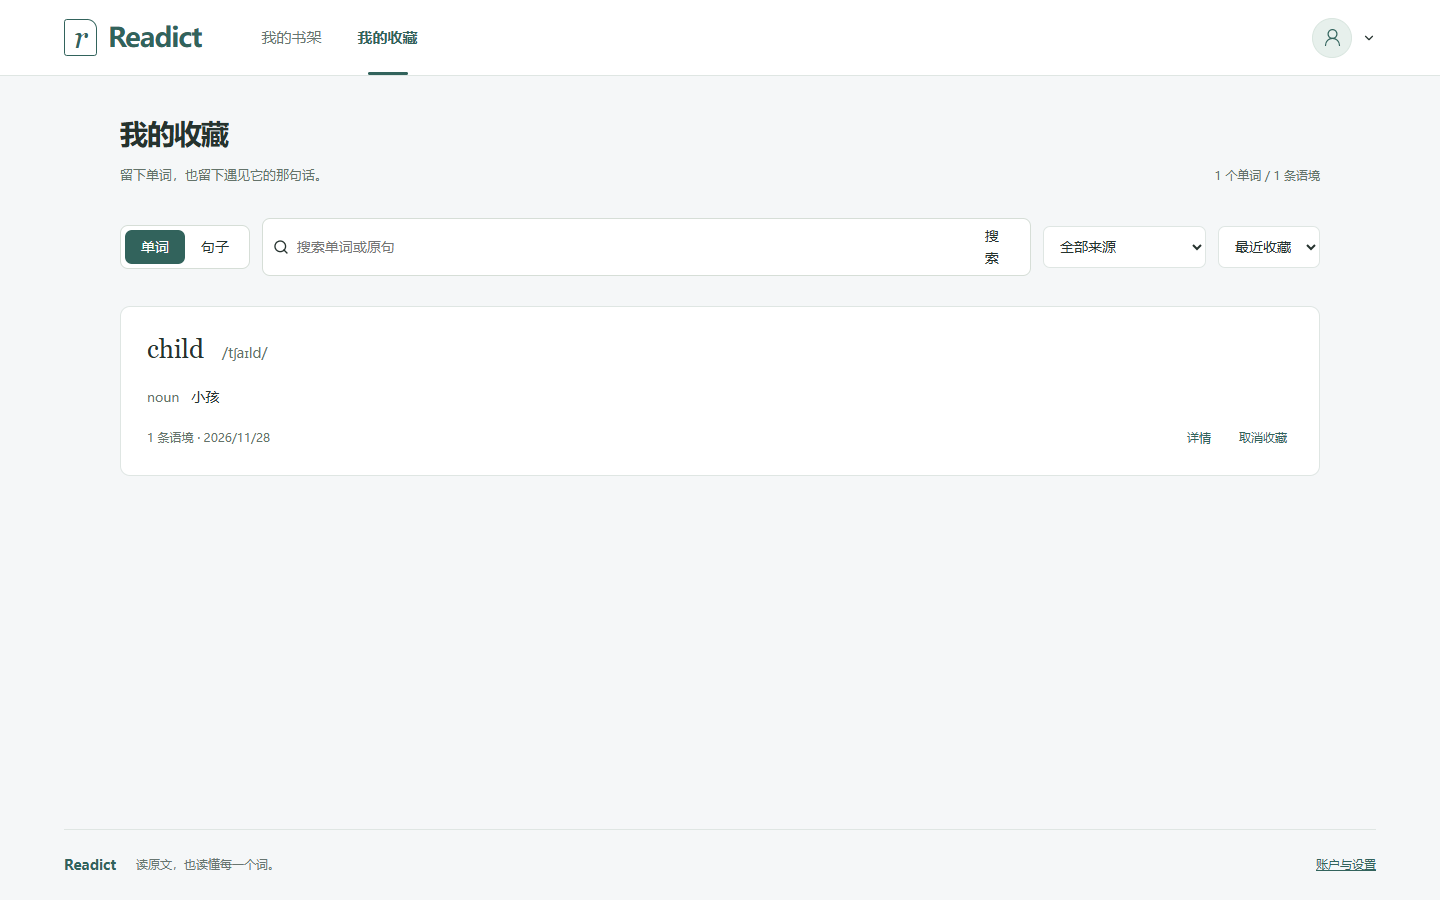 r Readict 我的书架 我的收藏
我的收藏
留下单词，也留下遇见它的那句话。 1 个单词 / 1 条语境
单词 句子 搜索单词或原句 搜索 全部来源 最近收藏
child /tʃaɪld/
noun 小孩
1 条语境 · 2026/11/28 详情 取消收藏
Readict 读原文，也读懂每一个词。 账户与设置